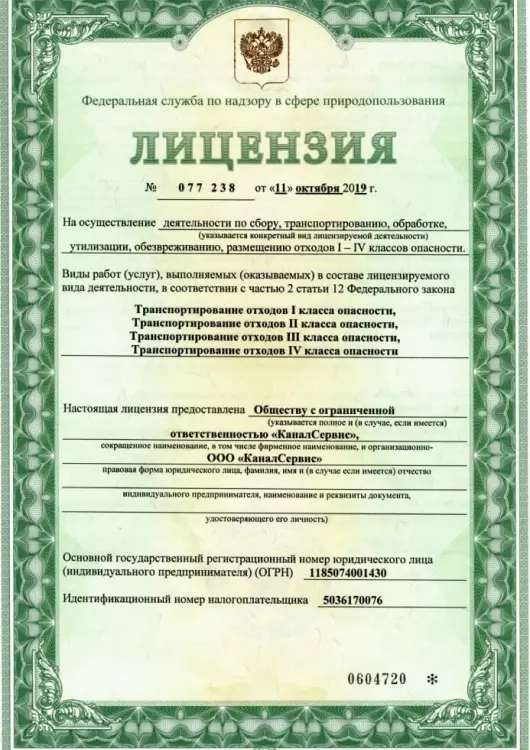 Федеральная служба по надзору в сфере природопользования
ЛИЦЕНЗИЯ
№ 077 238 от «11» октября 2019 г.
На осуществление деятельности по сбору, транспортированию, обработке,
(указывается конкретный вид лицензируемой деятельности)
утилизации, обезвреживанию, размещению отходов I – IV классов опасности.
Виды работ (услуг), выполняемых (оказываемых) в составе лицензируемого
вида деятельности, в соответствии с частью 2 статьи 12 Федерального закона
Транспортирование отходов I класса опасности,
Транспортирование отходов II класса опасности,
Транспортирование отходов III класса опасности,
Транспортирование отходов IV класса опасности
Настоящая лицензия предоставлена Обществу с ограниченной
(указывается полное и (в случае, если имеется)
ответственностью «КаналСервис»,
сокращенное наименование, в том числе фирменное наименование, и организационно-
ООО «КаналСервис»
правовая форма юридического лица, фамилия, имя и (в случае если имеется) отчество
индивидуального предпринимателя, наименование и реквизиты документа,
удостоверяющего его личность)
Основной государственный регистрационный номер юридического лица
(индивидуального предпринимателя) (ОГРН) 1185074001430
Идентификационный номер налогоплательщика 5036170076
0604720 *